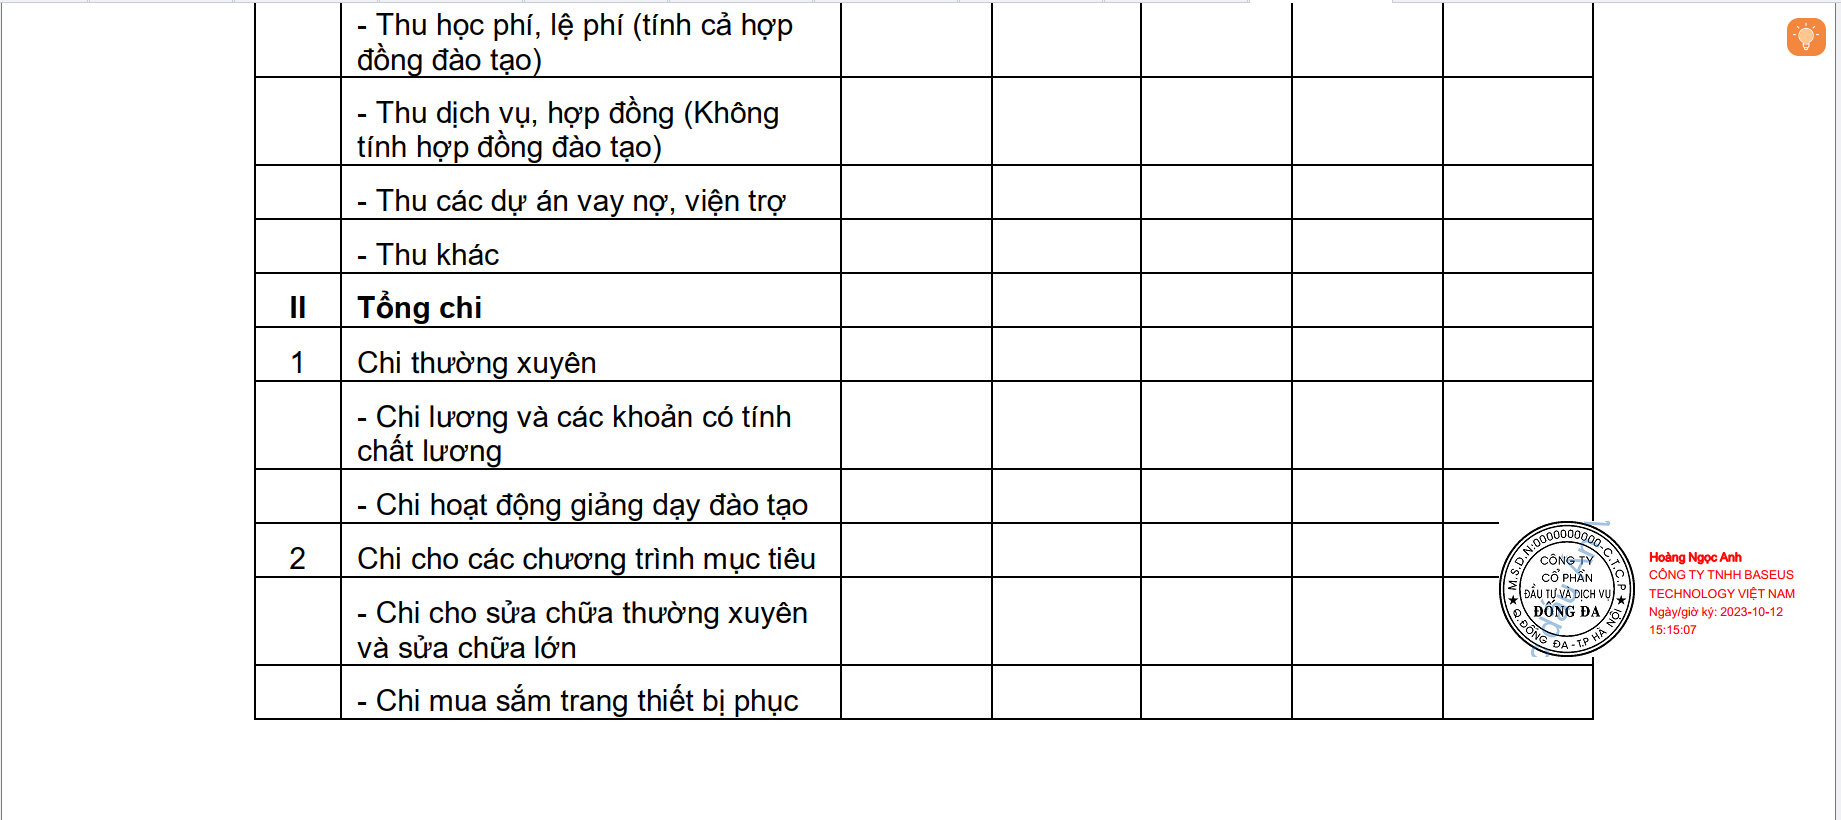 - Thu học phí, lệ phí (tính cả hợp
đồng đào tạo)
- Thu dịch vụ, hợp đồng (Không
tính hợp đồng đào tạo)
- Thu các dự án vay nợ, viện trợ
- Thu khác
II Tổng chi
1 Chi thường xuyên
- Chi lương và các khoản có tính
chất lương
- Chi hoạt động giảng dạy đào tạo
2 Chi cho các chương trình mục tiêu
- Chi cho sửa chữa thường xuyên
và sửa chữa lớn
- Chi mua sắm trang thiết bị phục
M.S.D.N:0000000000-C.T.C.P
CÔNG TY
CỔ PHẦN
ĐẦU TƯ VÀ DỊCH VỤ
ĐỐNG ĐA
Q.ĐỐNG ĐA - T.P HÀ NỘI
Hoàng Ngọc Anh
CÔNG TY TNHH BASEUS
TECHNOLOGY VIỆT NAM
Ngày/giờ ký: 2023-10-12
15:15:07